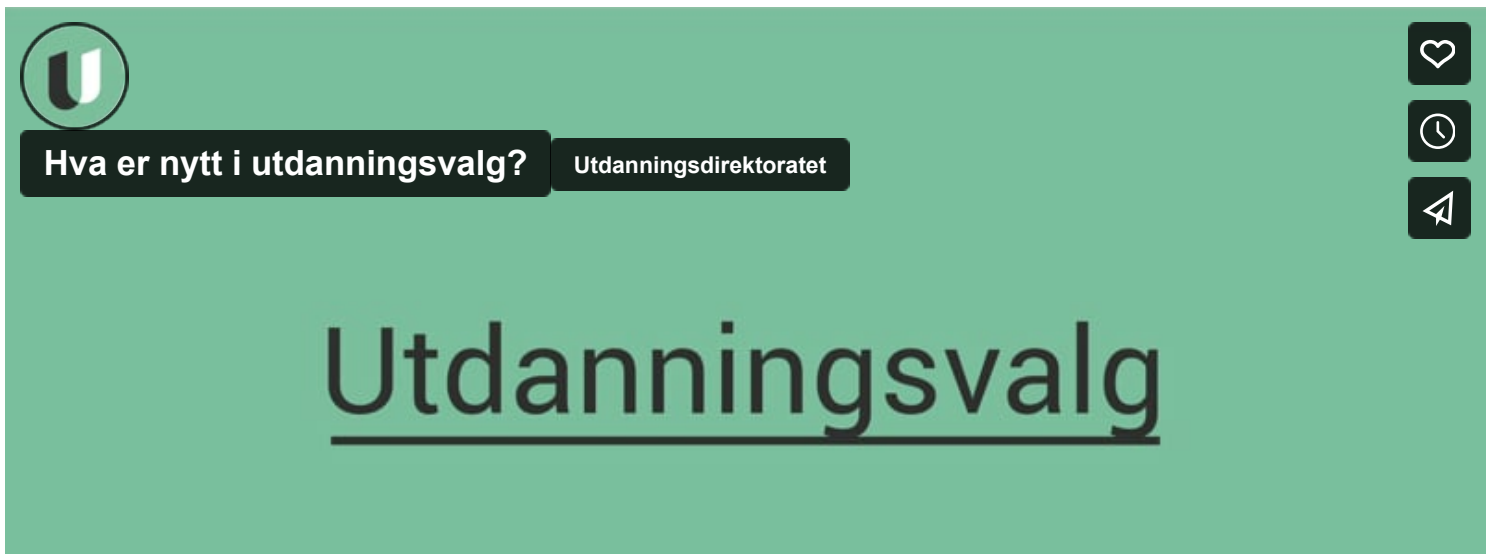 U
Hva er nytt i utdanningsvalg?
Utdanningsdirektoratet
Utdanningsvalg